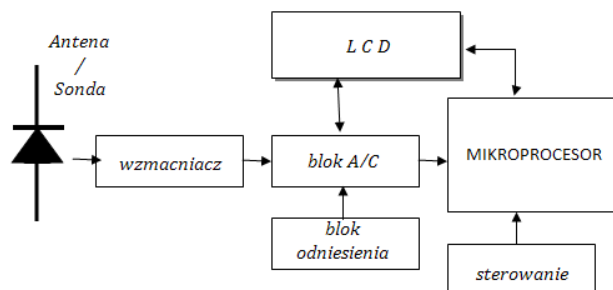 Antena
/
Sonda
L C D
wzmacniacz
blok A/C
MIKROPROCESOR
blok
odniesienia
sterowanie